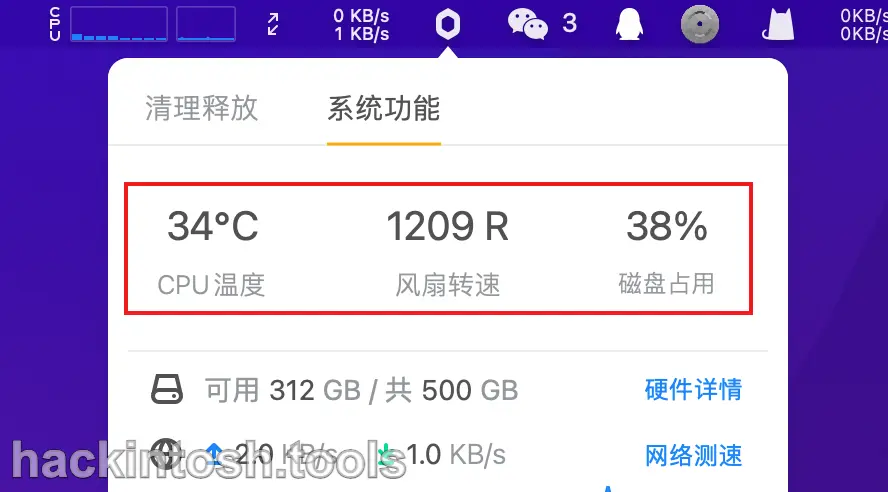 CPU
0 KB/s
1 KB/s
3
0KB/s
0KB/s
清理释放 系统功能
34°C 1209 R 38%
CPU温度 风扇转速 磁盘占用
可用 312 GB / 共 500 GB 硬件详情
2.0 KB/s 1.0 KB/s 网络测速
hackintosh.tools